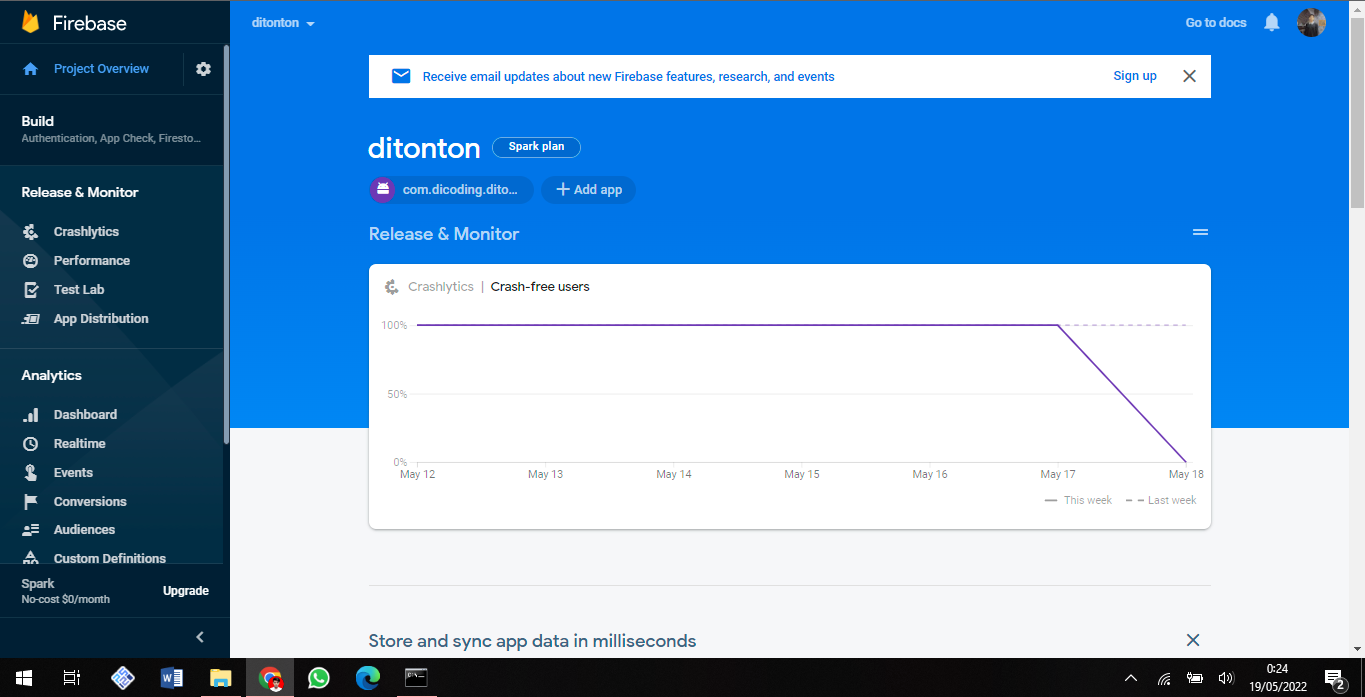 Firebase
ditonton
Go to docs
Project Overview
Receive email updates about new Firebase features, research, and events
Sign up
Build
Authentication, App Check, Firesto...
ditonton
Spark plan
com.dicoding.dito...
Add app
Release & Monitor
Crashlytics
Performance
Test Lab
App Distribution
Release & Monitor
Crashlytics | Crash-free users
100%
50%
0%
May 12
May 13
May 14
May 15
May 16
May 17
May 18
This week
Last week
Analytics
Dashboard
Realtime
Events
Conversions
Audiences
Custom Definitions
Spark
No-cost $0/month
Upgrade
Store and sync app data in milliseconds
0:24
19/05/2022
2